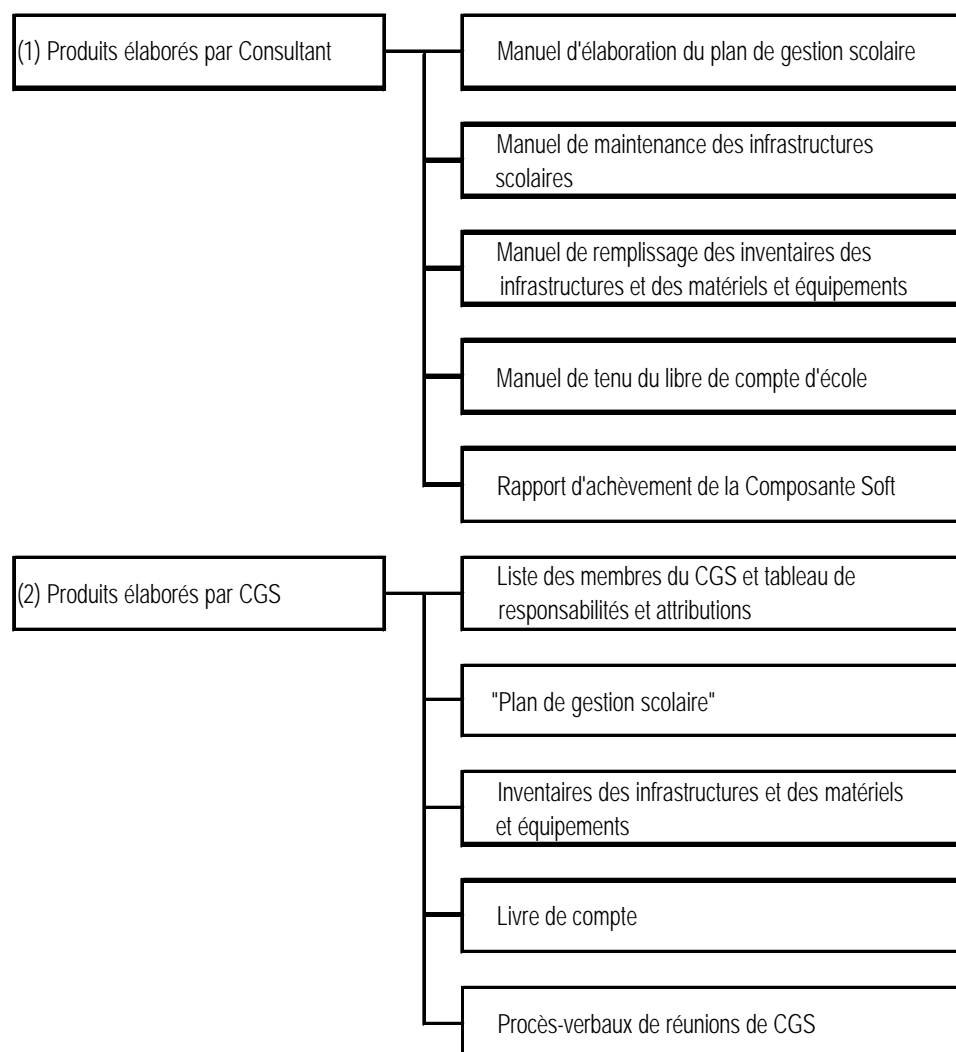 (1) Produits élaborés par Consultant
Manuel d'élaboration du plan de gestion scolaire
Manuel de maintenance des infrastructures
scolaires
Manuel de remplissage des inventaires des
infrastructures et des matériels et équipements
Manuel de tenu du libre de compte d'école
Rapport d'achèvement de la Composante Soft
(2) Produits élaborés par CGS
Liste des membres du CGS et tableau de
responsabilités et attributions
"Plan de gestion scolaire"
Inventaires des infrastructures et des matériels
et équipements
Livre de compte
Procès-verbaux de réunions de CGS